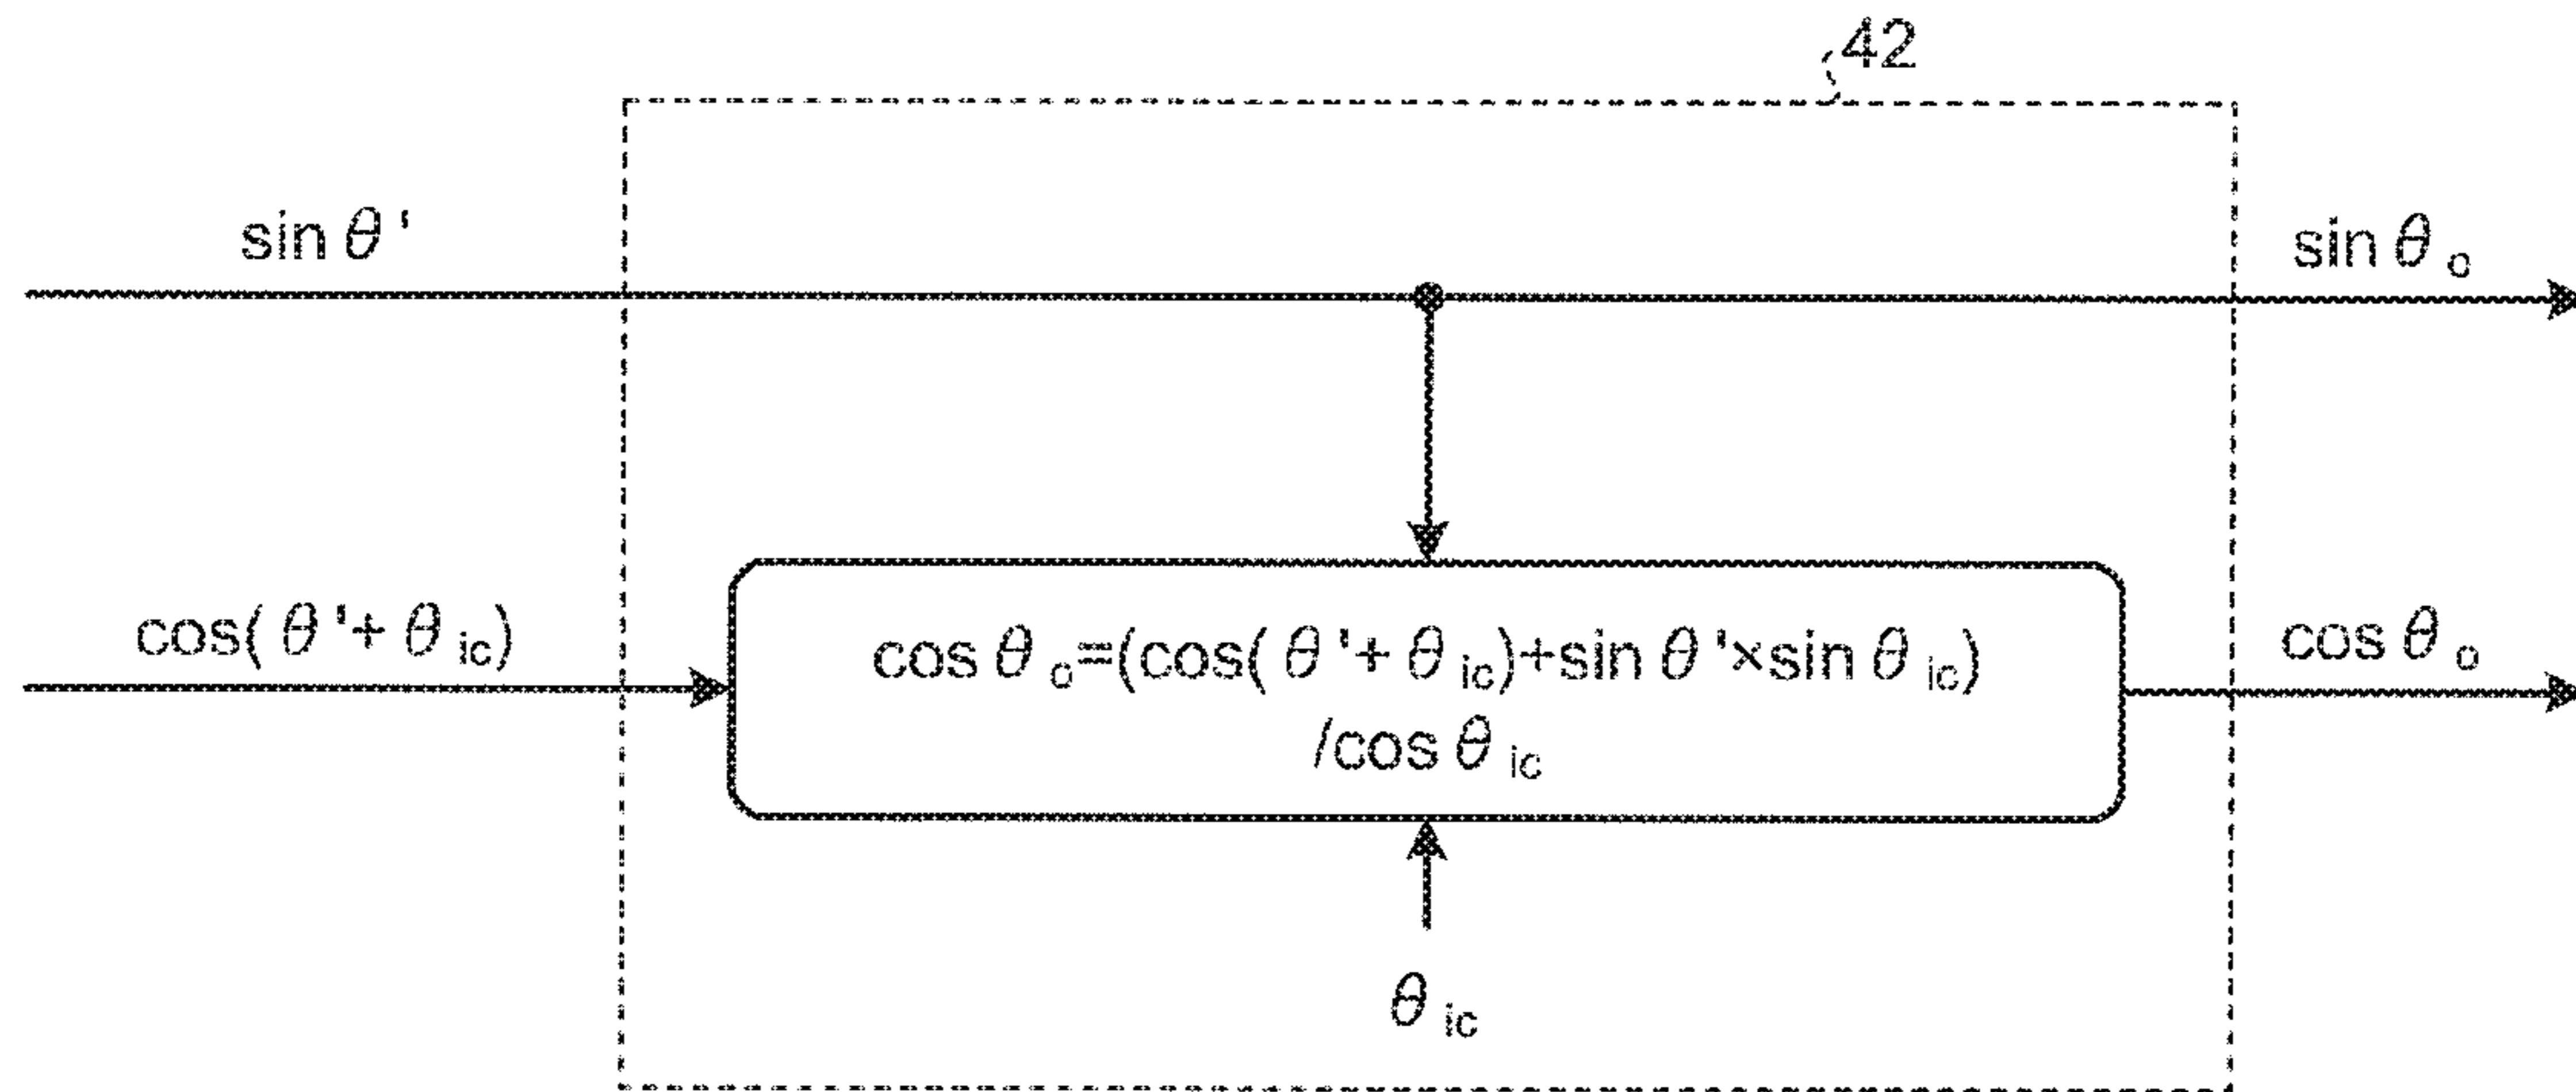 42
sin θ'
sin θ o
cos( θ'+ θ ic)
cos θ o=(cos( θ'+ θ ic)+sin θ'×sin θ ic)
/cos θ ic
cos θ o
θ ic